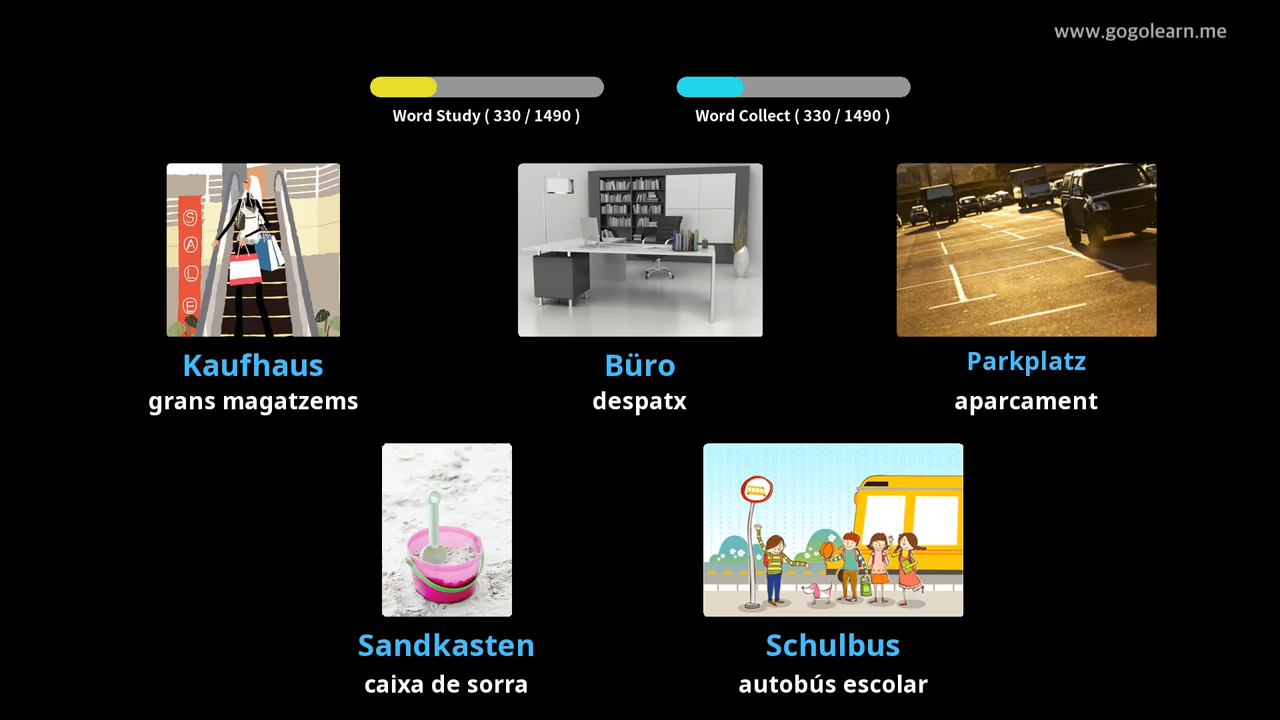 www.gogolearn.me
Word Study ( 330 / 1490 )
Word Collect ( 330 / 1490 )
SALE
Kaufhaus
grans magatzems
Büro
despatx
Parkplatz
aparcament
Sandkasten
caixa de sorra
Schulbus
autobús escolar